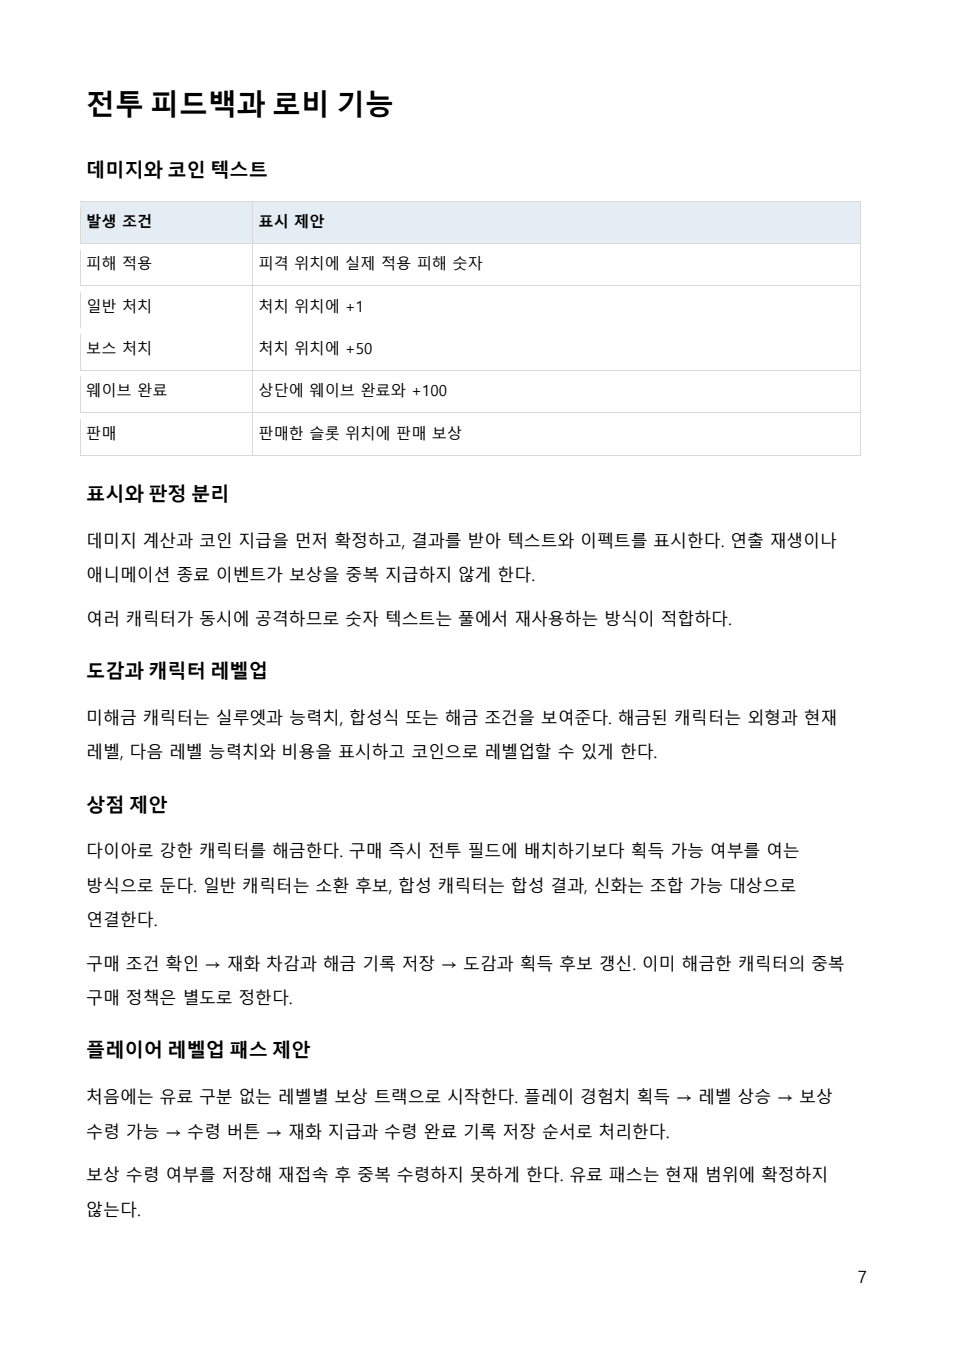 전투 피드백과 로비 기능
데미지와 코인 텍스트
발생 조건 표시 제안
피해 적용 피격 위치에 실제 적용 피해 숫자
일반 처치 처치 위치에 +1
보스 처치 처치 위치에 +50
웨이브 완료 상단에 웨이브 완료와 +100
판매 판매한 슬롯 위치에 판매 보상
표시와 판정 분리
데미지 계산과 코인 지급을 먼저 확정하고, 결과를 받아 텍스트와 이펙트를 표시한다. 연출 재생이나
애니메이션 종료 이벤트가 보상을 중복 지급하지 않게 한다.
여러 캐릭터가 동시에 공격하므로 숫자 텍스트는 풀에서 재사용하는 방식이 적합하다.
도감과 캐릭터 레벨업
미해금 캐릭터는 실루엣과 능력치, 합성식 또는 해금 조건을 보여준다. 해금된 캐릭터는 외형과 현재
레벨, 다음 레벨 능력치와 비용을 표시하고 코인으로 레벨업할 수 있게 한다.
상점 제안
다이아로 강한 캐릭터를 해금한다. 구매 즉시 전투 필드에 배치하기보다 획득 가능 여부를 여는
방식으로 둔다. 일반 캐릭터는 소환 후보, 합성 캐릭터는 합성 결과, 신화는 조합 가능 대상으로
연결한다.
구매 조건 확인 → 재화 차감과 해금 기록 저장 → 도감과 획득 후보 갱신. 이미 해금한 캐릭터의 중복
구매 정책은 별도로 정한다.
플레이어 레벨업 패스 제안
처음에는 유료 구분 없는 레벨별 보상 트랙으로 시작한다. 플레이 경험치 획득 → 레벨 상승 → 보상
수령 가능 → 수령 버튼 → 재화 지급과 수령 완료 기록 저장 순서로 처리한다.
보상 수령 여부를 저장해 재접속 후 중복 수령하지 못하게 한다. 유료 패스는 현재 범위에 확정하지
않는다.
7